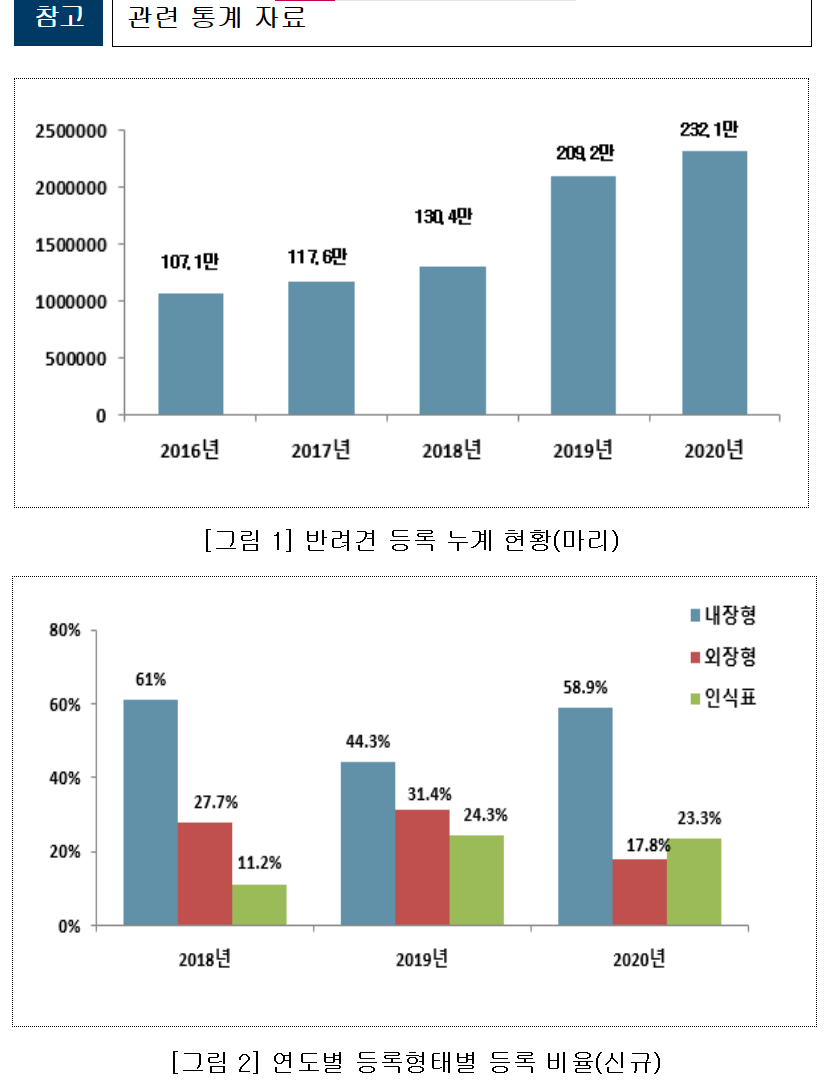 참고
관련 통계 자료
2500000
2000000
1500000
1000000
500000
0
107.1만
117.6만
130.4만
209.2만
232.1만
2016년
2017년
2018년
2019년
2020년
[그림 1] 반려견 등록 누계 현황(마리)
내장형
외장형
인식표
80%
60%
40%
20%
0%
61%
27.7%
11.2%
44.3%
31.4%
24.3%
58.9%
17.8%
23.3%
2018년
2019년
2020년
[그림 2] 연도별 등록형태별 등록 비율(신규)